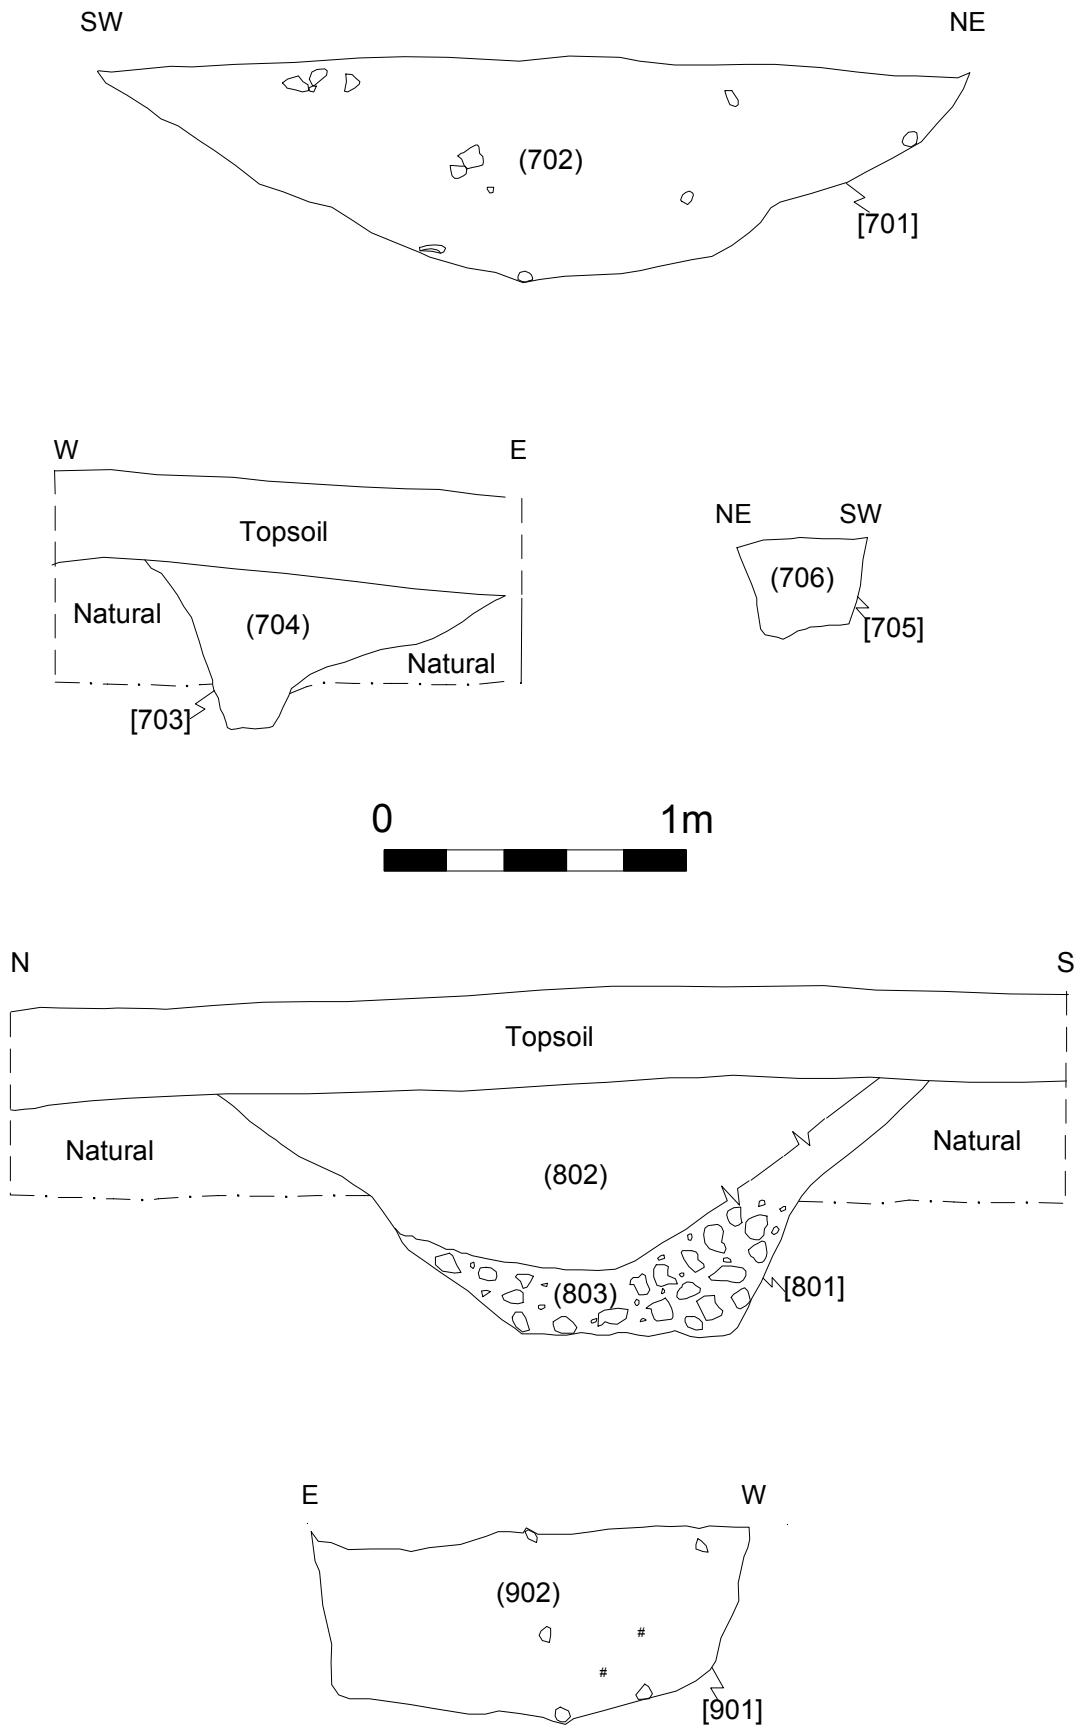 SW NE
(702)
[701]
W E
NE SW
Topsoil
(706)
Natural (704)
[705]
Natural
[703]
0 1m
N S
Topsoil
Natural Natural
(802)
(803) [801]
E W
(902)
#
#
[901]